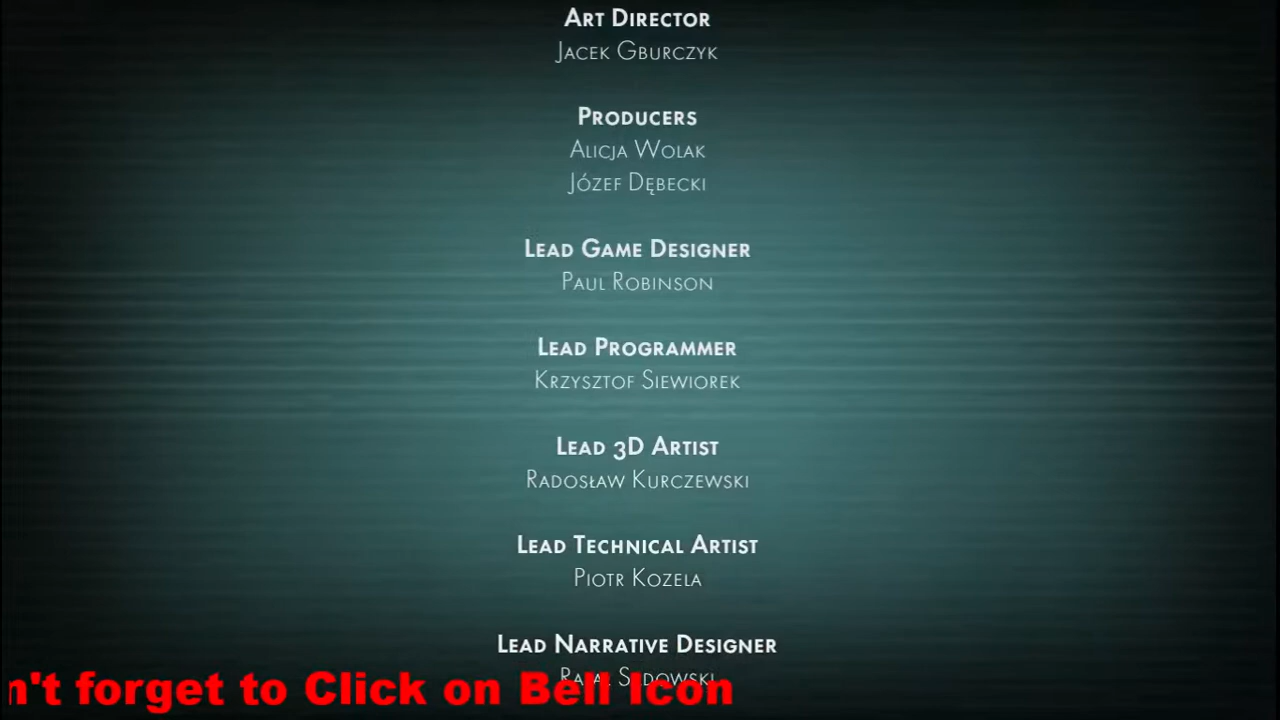 ART DIRECTOR
JACEK GBURCZYK
PRODUCERS
ALICJA WOLAK
JÓZEF DĘBECKI
LEAD GAME DESIGNER
PAUL ROBINSON
LEAD PROGRAMMER
KRZYSZTOF SIEWIOREK
LEAD 3D ARTIST
RADOSŁAW KURCZEWSKI
LEAD TECHNICAL ARTIST
PIOTR KOZELA
LEAD NARRATIVE DESIGNER
n't forget to Click on Bell Icon